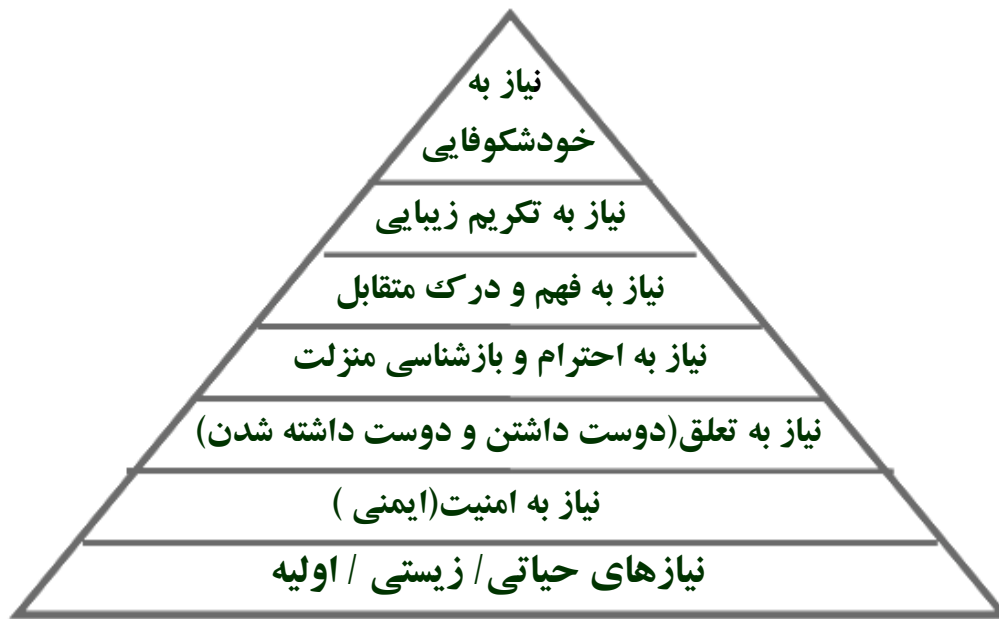 نیاز به
خودشکوفایی
نیاز به تکریم زیبایی
نیاز به فهم و درک متقابل
نیاز به احترام و بازشناسی منزلت
نیاز به تعلق(دوست داشتن و دوست داشته شدن)
نیاز به امنیت(ایمنی )
نیازهای حیاتی/ زیستی / اولیه